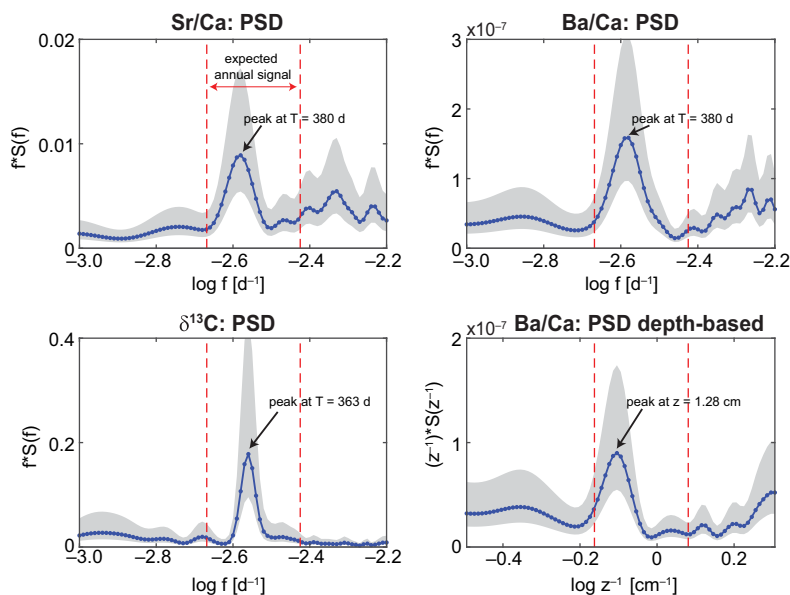 Sr/Ca: PSD
0.02
expected
annual signal
0.01
peak at T = 380 d
f*S(f)
0
−3.0 −2.8 −2.6 −2.4 −2.2
log f [d⁻¹]
Ba/Ca: PSD
×10⁻⁷
3
2
peak at T = 380 d
f*S(f)
1
0
−3.0 −2.8 −2.6 −2.4 −2.2
log f [d⁻¹]
δ¹³C: PSD
0.4
peak at T = 363 d
0.2
f*S(f)
0
−3.0 −2.8 −2.6 −2.4 −2.2
log f [d⁻¹]
Ba/Ca: PSD depth-based
×10⁻⁷
2
peak at z = 1.28 cm
(z⁻¹)*S(z⁻¹)
1
0
−0.4 −0.2 0 0.2
log z⁻¹ [cm⁻¹]